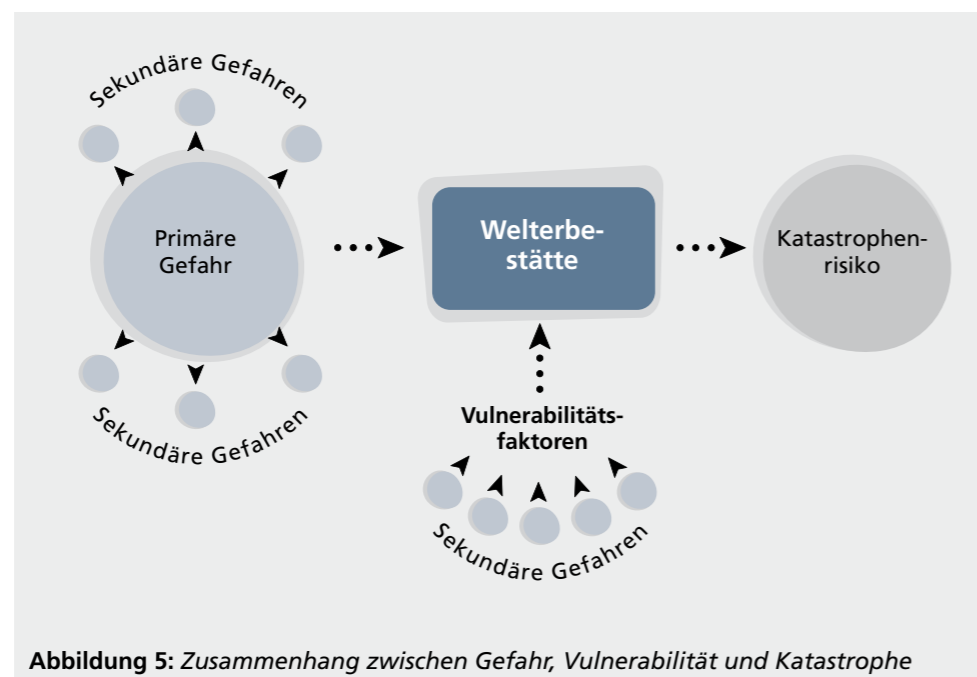 Sekundäre Gefahren
Primäre
Gefahr
Sekundäre Gefahren
Welterbe-
stätte
Katastrophen-
risiko
Vulnerabilitäts-
faktoren
Sekundäre Gefahren
Abbildung 5: Zusammenhang zwischen Gefahr, Vulnerabilität und Katastrophe